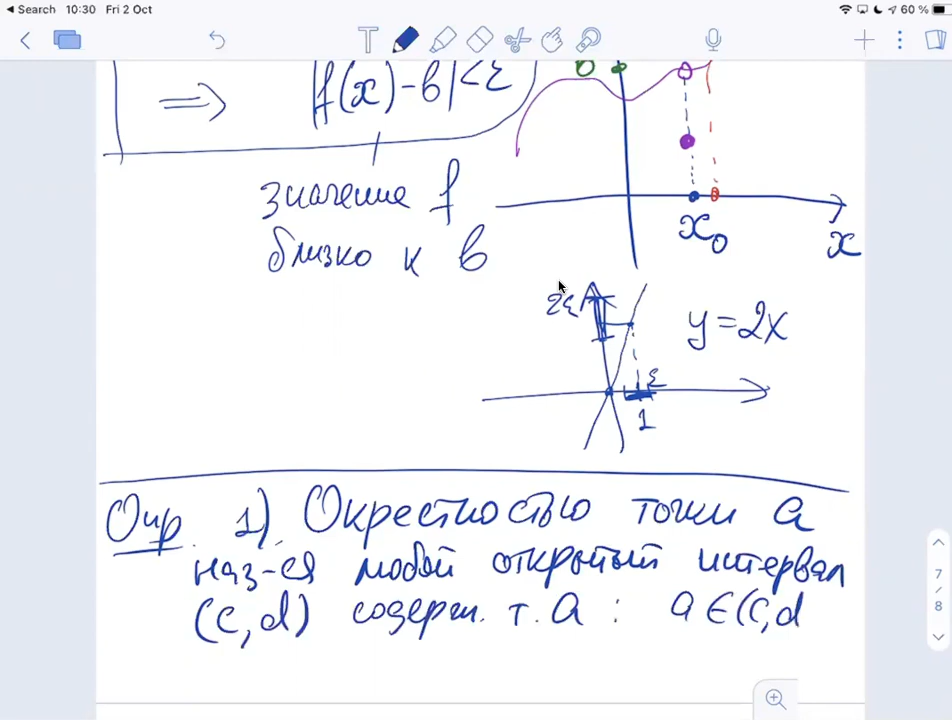 Search 10:30 Fri 2 Oct 60 %
T
⟹ |f(x)-b|<ε
значение f
близко к b
x₀
x
2ε
y=2x
ε
1
Опр. 1). Окрестностью точки a
наз-ся любой открытый интервал
(c,d) содерж. т. a : a∈(c,d
7
/
8